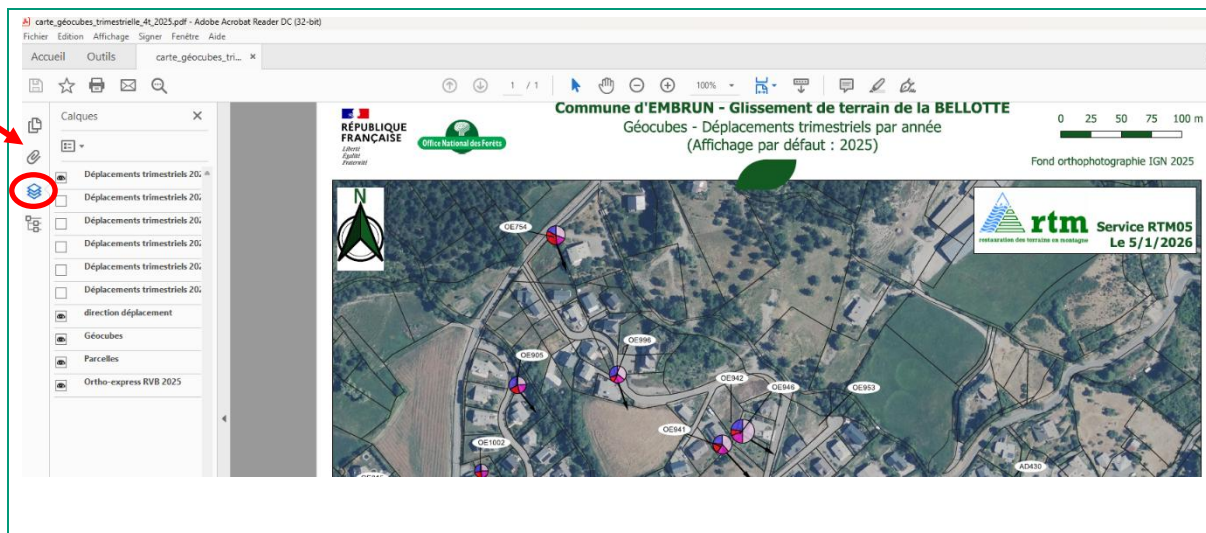 carte_géocubes_trimestrielle_4t_2025.pdf - Adobe Acrobat Reader DC (32-bit)
Fichier Edition Affichage Signer Fenêtre Aide
Accueil Outils carte_géocubes_tri... ×
1 / 1 100%
Calques ×
Déplacements trimestriels 202
Déplacements trimestriels 202
Déplacements trimestriels 202
Déplacements trimestriels 202
Déplacements trimestriels 202
Déplacements trimestriels 202
direction déplacement
Géocubes
Parcelles
Ortho-express RVB 2025
RÉPUBLIQUE
FRANÇAISE
Liberté
Égalité
Fraternité
Office National des Forêts
Commune d'EMBRUN - Glissement de terrain de la BELLOTTE
Géocubes - Déplacements trimestriels par année
(Affichage par défaut : 2025)
0 25 50 75 100 m
Fond orthophotographie IGN 2025
N
rtm
restauration des terrains en montagne
Service RTM05
Le 5/1/2026
OE754
OE996
OE905
OE942
OE946
OE953
OE941
OE1002
AD430